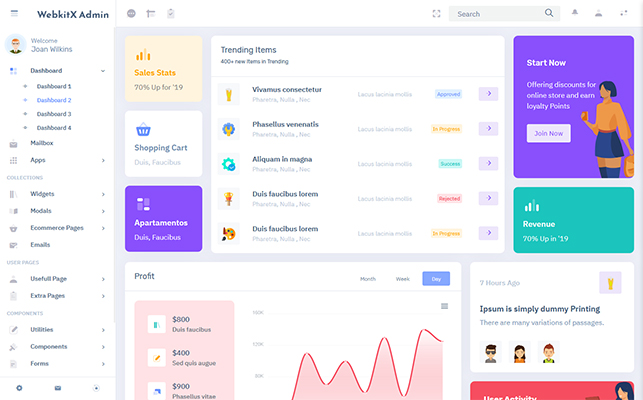 WebkitX Admin
Search
Welcome
Joan Wilkins
Dashboard
Dashboard 1
Dashboard 2
Dashboard 3
Dashboard 4
Mailbox
Apps
COLLECTIONS
Widgets
Modals
Ecommerce Pages
Emails
USER PAGES
Usefull Page
Extra Pages
COMPONENTS
Utilities
Components
Forms
Sales Stats
70% Up for '19
Shopping Cart
Duis, Faucibus
Apartamentos
Duis, Faucibus
Trending Items
400+ new Items in Trending
Vivamus consectetur
Pharetra, Nulla , Nec
Lacus lacinia mollis
Approved
Phasellus venenatis
Pharetra, Nulla , Nec
Lacus lacinia mollis
In Progress
Aliquam in magna
Pharetra, Nulla , Nec
Lacus lacinia mollis
Success
Duis faucibus lorem
Pharetra, Nulla , Nec
Lacus lacinia mollis
Rejected
Duis faucibus lorem
Pharetra, Nulla , Nec
Lacus lacinia mollis
In Progress
Start Now
Offering discounts for
online store and earn
loyalty Points
Join Now
Revenue
70% Up in '19
Profit
Month
Week
Day
$800
Duis faucibus
$400
Sed quis augue
$900
Phasellus vitae
160K
120K
80K
7 Hours Ago
Ipsum is simply dummy Printing
There are many variations of passages.
User Activity